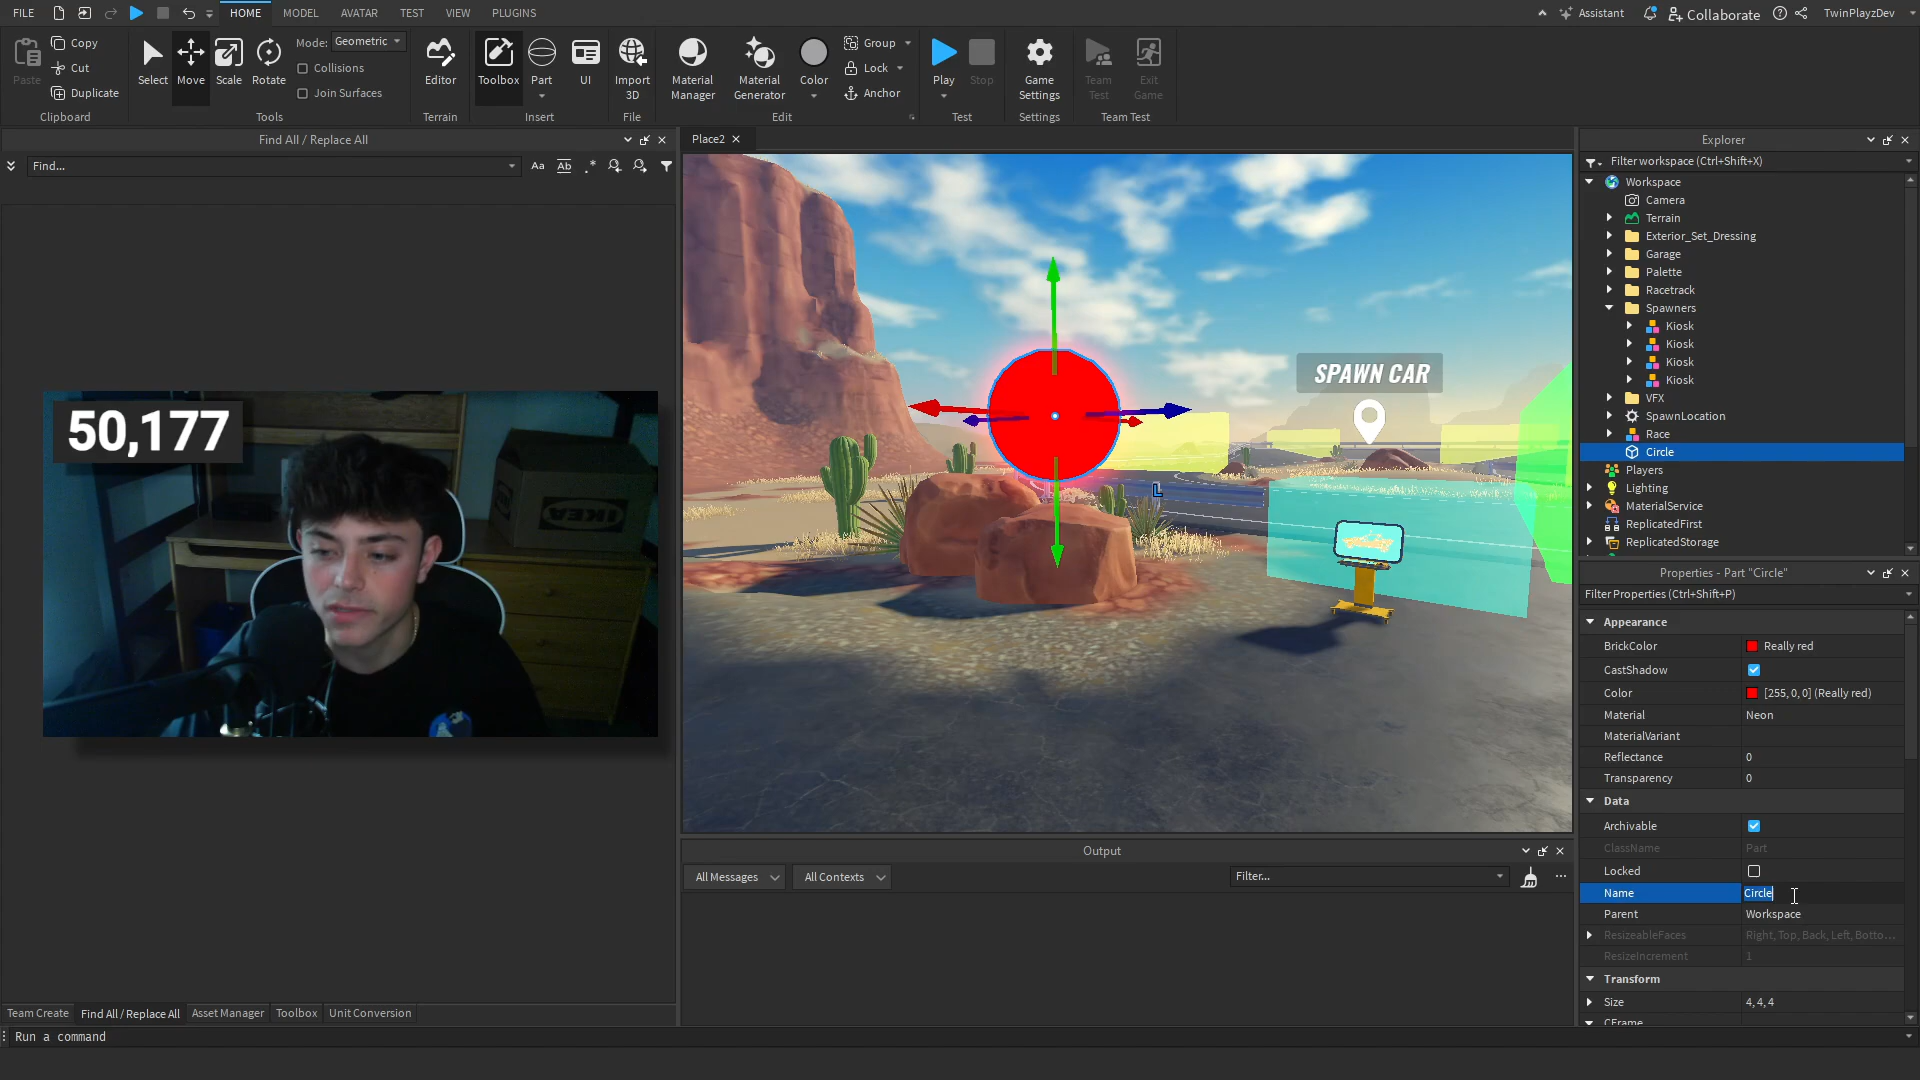 FILE HOME MODEL AVATAR TEST VIEW PLUGINS Assistant Collaborate TwinPlayzDev
Paste Copy Cut Duplicate Clipboard
Select Move Scale Rotate Mode: Geometric Collisions Join Surfaces Tools
Editor Terrain
Toolbox Part UI Insert
Import 3D File
Material Manager Material Generator Color Group Lock Anchor Edit
Play Stop Test
Game Settings Settings
Team Test Exit Game Team Test
Find All / Replace All
Find...
Aa Ab .*
50,177
IKEA
Team Create Find All / Replace All Asset Manager Toolbox Unit Conversion
Run a command
Place2
SPAWN CAR
L
Output
All Messages All Contexts Filter...
Explorer
Filter workspace (Ctrl+Shift+X)
Workspace
Camera
Terrain
Exterior_Set_Dressing
Garage
Palette
Racetrack
Spawners
Kiosk
Kiosk
Kiosk
Kiosk
VFX
SpawnLocation
Race
Circle
Players
Lighting
MaterialService
ReplicatedFirst
ReplicatedStorage
Properties - Part "Circle"
Filter Properties (Ctrl+Shift+P)
Appearance
BrickColor Really red
CastShadow
Color [255, 0, 0] (Really red)
Material Neon
MaterialVariant
Reflectance 0
Transparency 0
Data
Archivable
ClassName Part
Locked
Name Circle
Parent Workspace
ResizeableFaces Right, Top, Back, Left, Botto...
ResizeIncrement 1
Transform
Size 4, 4, 4
CFrame